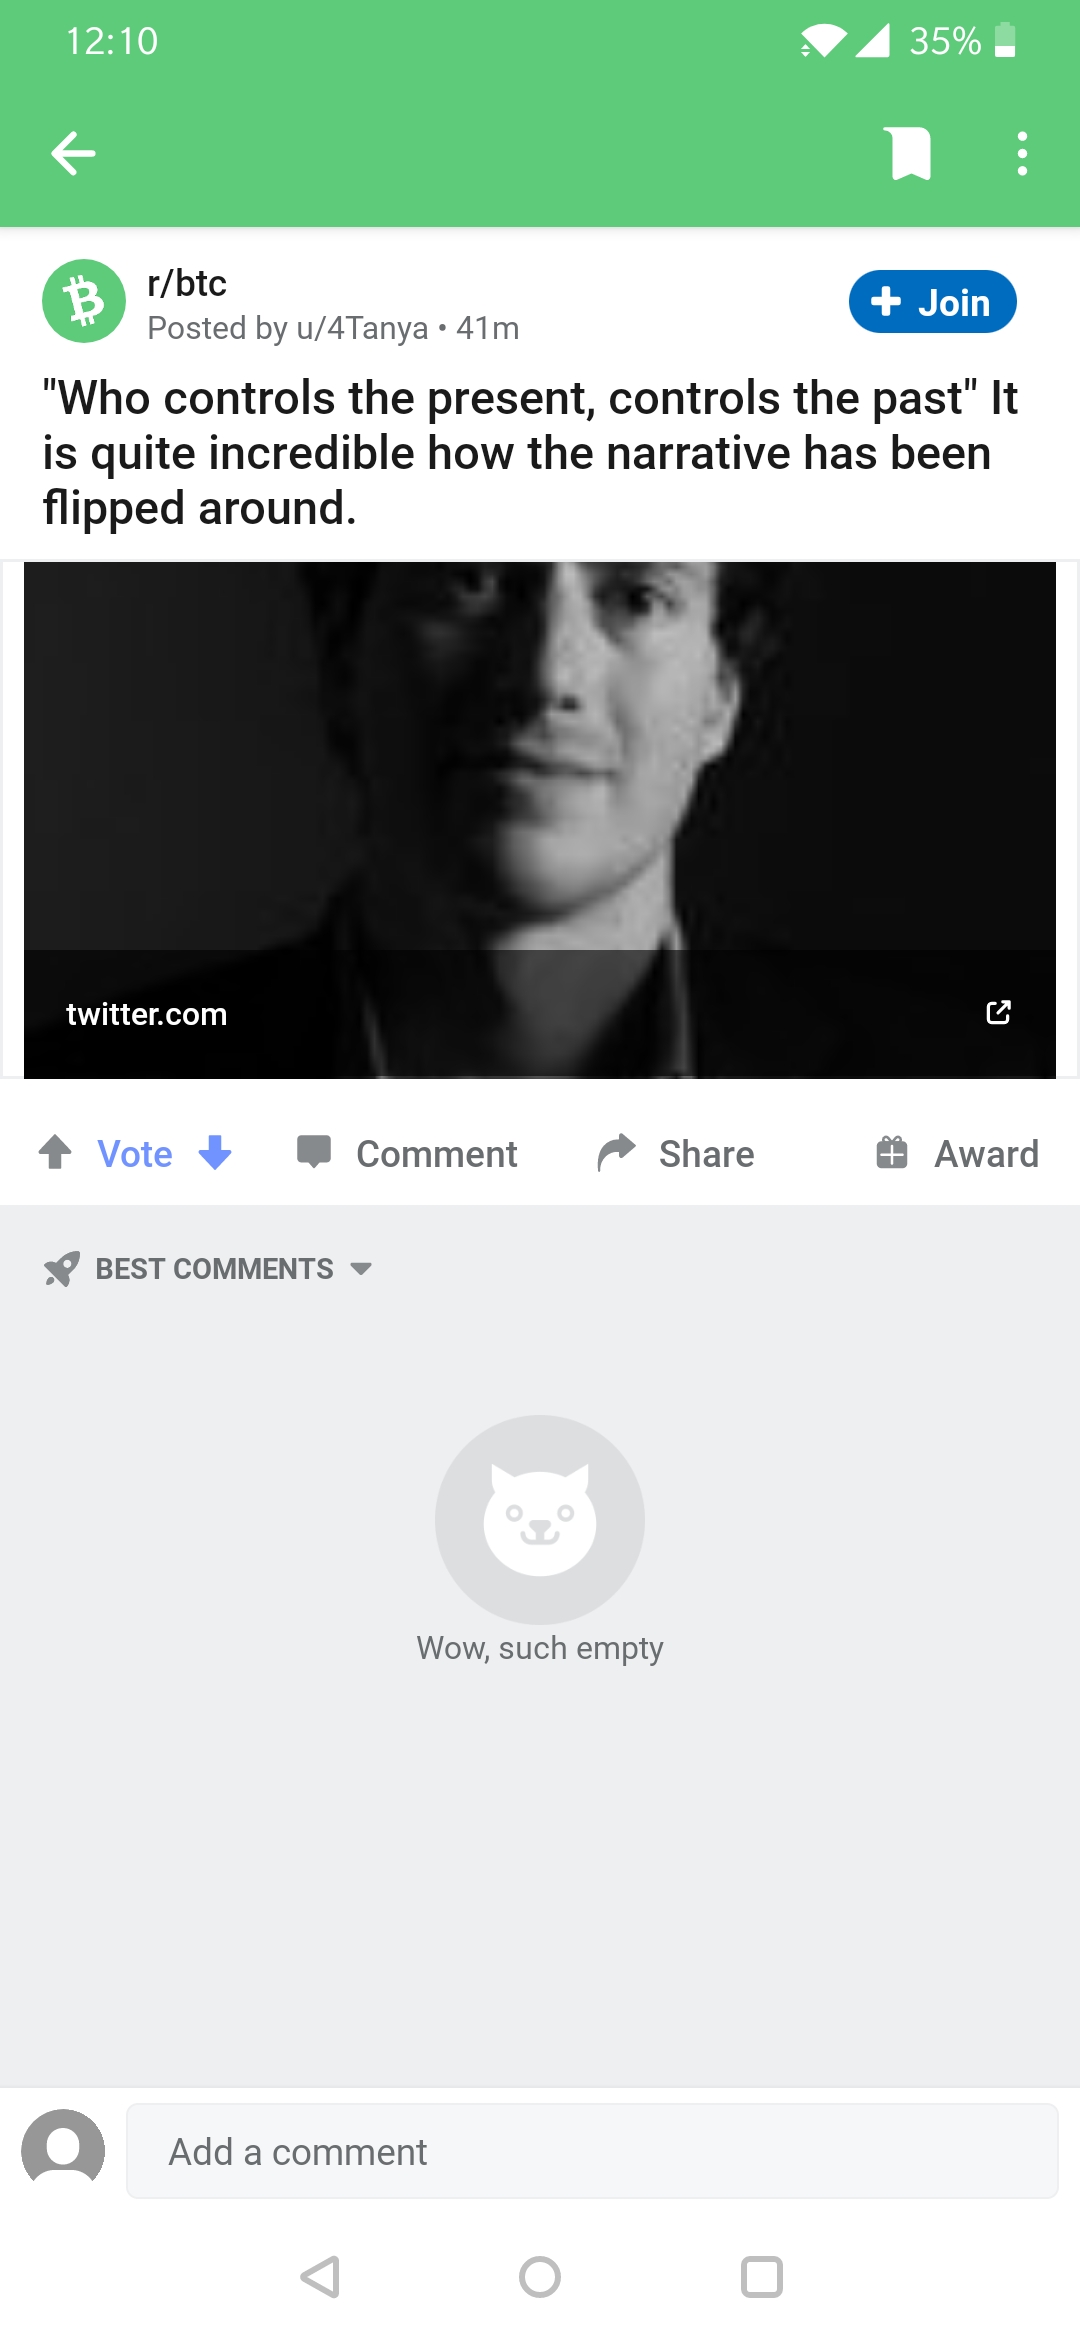 12:10
35%
r/btc
Posted by u/4Tanya • 41m
Join
"Who controls the present, controls the past" It
is quite incredible how the narrative has been
flipped around.
twitter.com
Vote
Comment
Share
Award
BEST COMMENTS
Wow, such empty
Add a comment